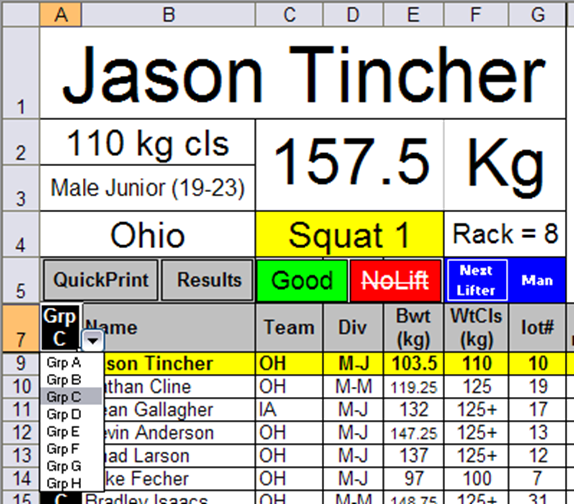 A B C D E F G
1 Jason Tincher
2 110 kg cls 157.5 Kg
3 Male Junior (19-23)
4 Ohio Squat 1 Rack = 8
5 QuickPrint Results Good NoLift Next Lifter Man
7 Grp C Name Team Div Bwt (kg) WtCls (kg) lot#
9 son Tincher OH M-J 103.5 110 10
Grp A
10 than Cline OH M-M 119.25 125 19
Grp B
Grp C
11 ean Gallagher IA M-J 132 125+ 17
Grp D
12 evin Anderson OH M-J 147.25 125+ 13
Grp E
13 had Larson OH M-J 137 125+ 12
Grp F
Grp G
14 ke Fecher OH M-J 97 100 7
Grp H
15 C Bradley Isaacs OH M-M 148.75 125+ 31